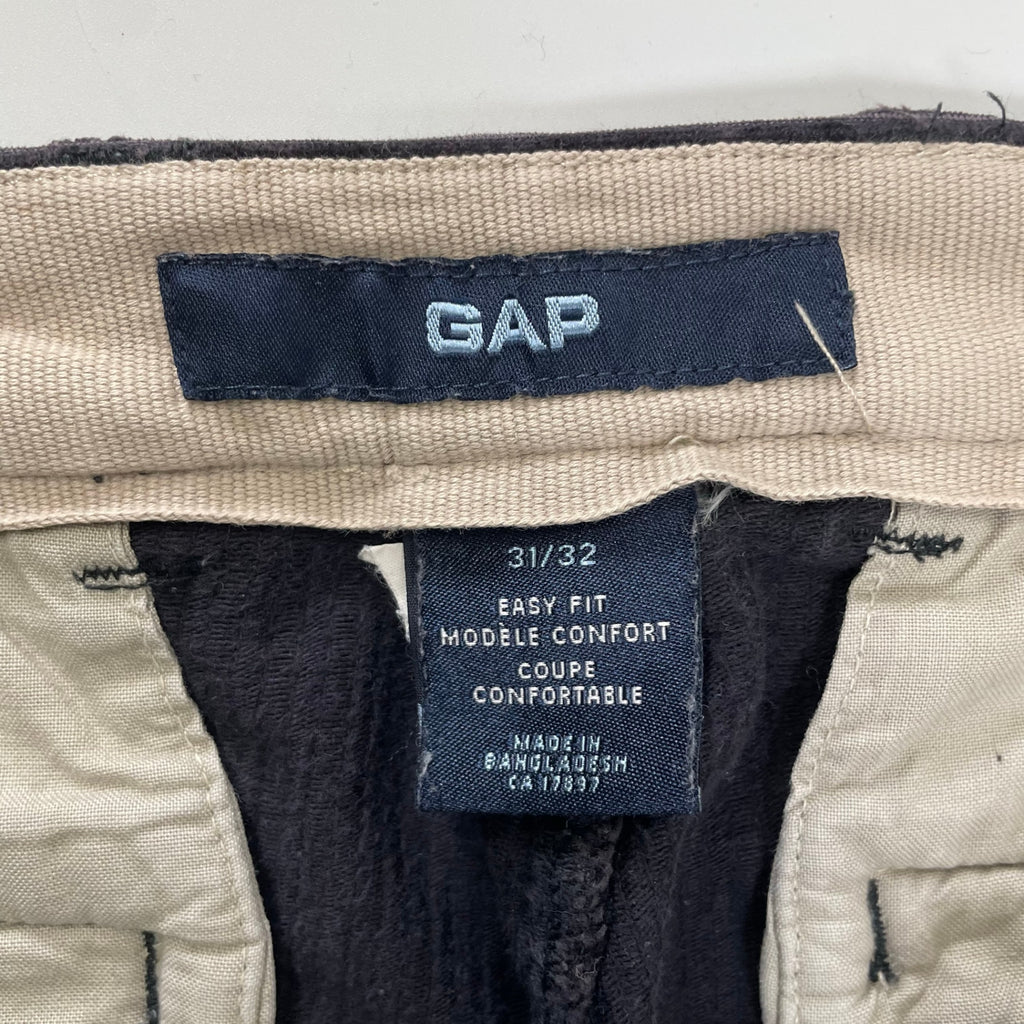 GAP
31/32
EASY FIT
MODÈLE CONFORT
COUPE
CONFORTABLE
MADE IN
BANGLADESH
CA 17897